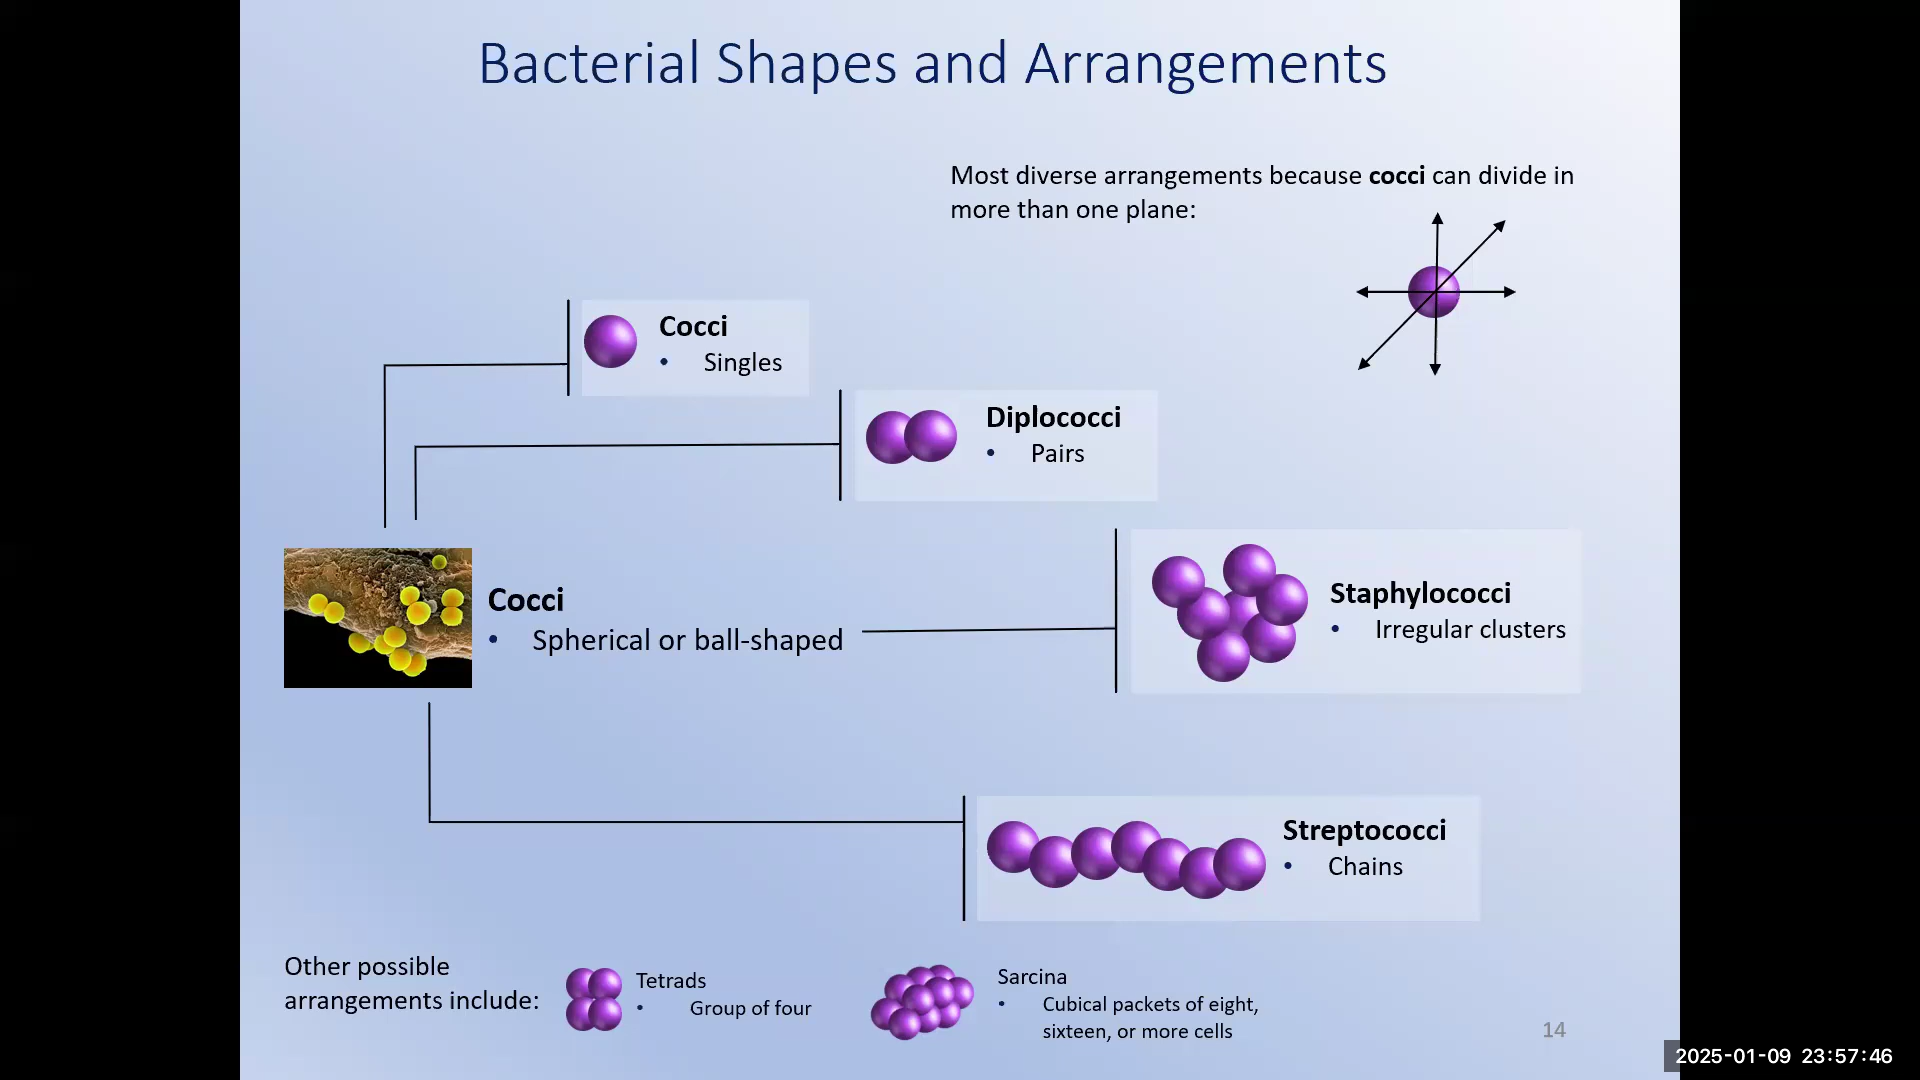 Bacterial Shapes and Arrangements
Most diverse arrangements because cocci can divide in
more than one plane:
Cocci
• Singles
Diplococci
• Pairs
Cocci
• Spherical or ball-shaped
Staphylococci
• Irregular clusters
Streptococci
• Chains
Other possible
arrangements include:
Tetrads
• Group of four
Sarcina
• Cubical packets of eight,
sixteen, or more cells
14
2025-01-09 23:57:46